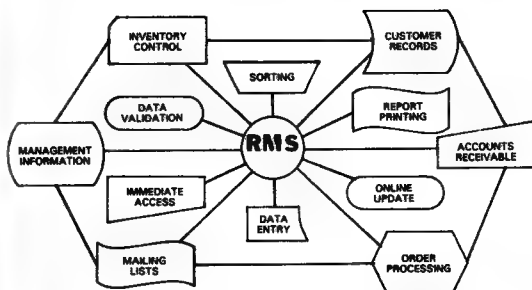 INVENTORY
CONTROL
CUSTOMER
RECORDS
SORTING
DATA
VALIDATION
REPORT
PRINTING
RMS
MANAGEMENT
INFORMATION
ACCOUNTS
RECEIVABLE
IMMEDIATE
ACCESS
ONLINE
UPDATE
DATA
ENTRY
MAILING
LISTS
ORDER
PROCESSING